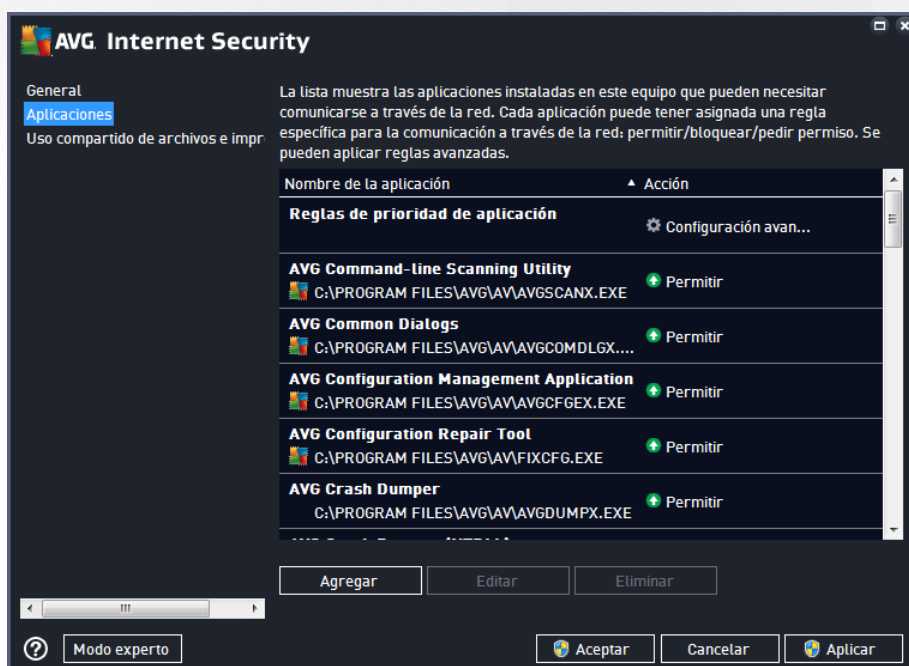 AVG. Internet Security
General
Aplicaciones
Uso compartido de archivos e impr
La lista muestra las aplicaciones instaladas en este equipo que pueden necesitar
comunicarse a través de la red. Cada aplicación puede tener asignada una regla
específica para la comunicación a través de la red: permitir/bloquear/pedir permiso. Se
pueden aplicar reglas avanzadas.
Nombre de la aplicación Acción
Reglas de prioridad de aplicación
Configuración avan...
AVG Command-line Scanning Utility
C:\PROGRAM FILES\AVG\AV\AVGSCANX.EXE
Permitir
AVG Common Dialogs
C:\PROGRAM FILES\AVG\AV\AVGCOMDLGX....
Permitir
AVG Configuration Management Application
C:\PROGRAM FILES\AVG\AV\AVGCFGEX.EXE
Permitir
AVG Configuration Repair Tool
C:\PROGRAM FILES\AVG\AV\FIXCFG.EXE
Permitir
AVG Crash Dumper
C:\PROGRAM FILES\AVG\AV\AVGDUMPX.EXE
Permitir
Agregar Editar Eliminar
? Modo experto Aceptar Cancelar Aplicar